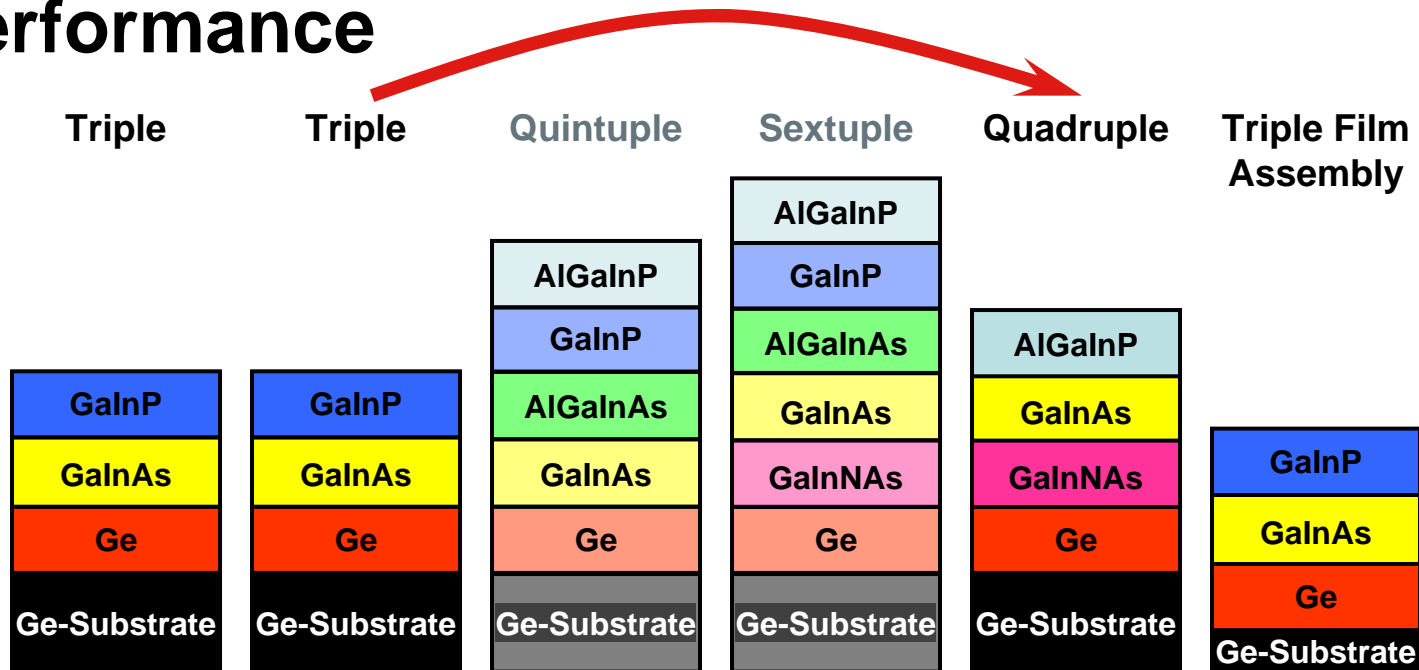 erformance
Triple
Triple
Quintuple
Sextuple
Quadruple
Triple Film
Assembly
GaInP
GaInAs
Ge
Ge-Substrate
GaInP
GaInAs
Ge
Ge-Substrate
AlGaInP
GaInP
AlGaInAs
GaInAs
Ge
Ge-Substrate
AlGaInP
GaInP
AlGaInAs
GaInAs
GaInNAs
Ge
Ge-Substrate
AlGaInP
GaInAs
GaInNAs
Ge
Ge-Substrate
GaInP
GaInAs
Ge
Ge-Substrate